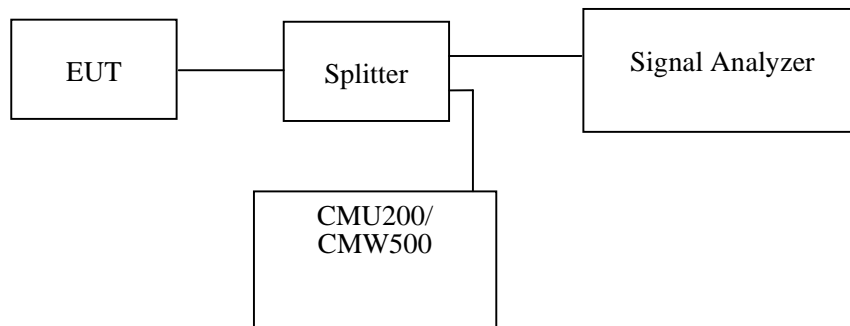 EUT
Splitter
Signal Analyzer
CMU200/
CMW500